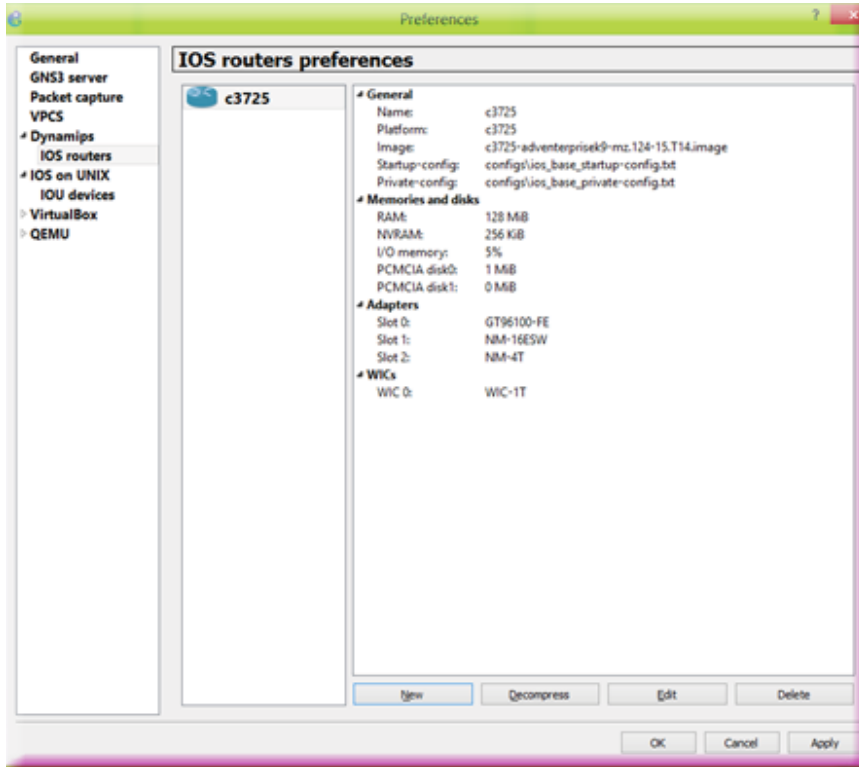 Preferences
?
x
General
GNS3 server
Packet capture
VPCS
Dynamips
IOS routers
IOS on UNIX
IOU devices
VirtualBox
QEMU
IOS routers preferences
c3725
General
Name: c3725
Platform: c3725
Image: c3725-adventerprisek9-mz.124-15.T14.image
Startup-config: configs\ios_base_startup-config.txt
Private-config: configs\ios_base_private-config.txt
Memories and disks
RAM: 128 MiB
NVRAM: 256 KiB
I/O memory: 5%
PCMCIA disk0: 1 MiB
PCMCIA disk1: 0 MiB
Adapters
Slot 0: GT96100-FE
Slot 1: NM-16ESW
Slot 2: NM-4T
WICs
WIC 0: WIC-1T
New Decompress Edit Delete
OK Cancel Apply